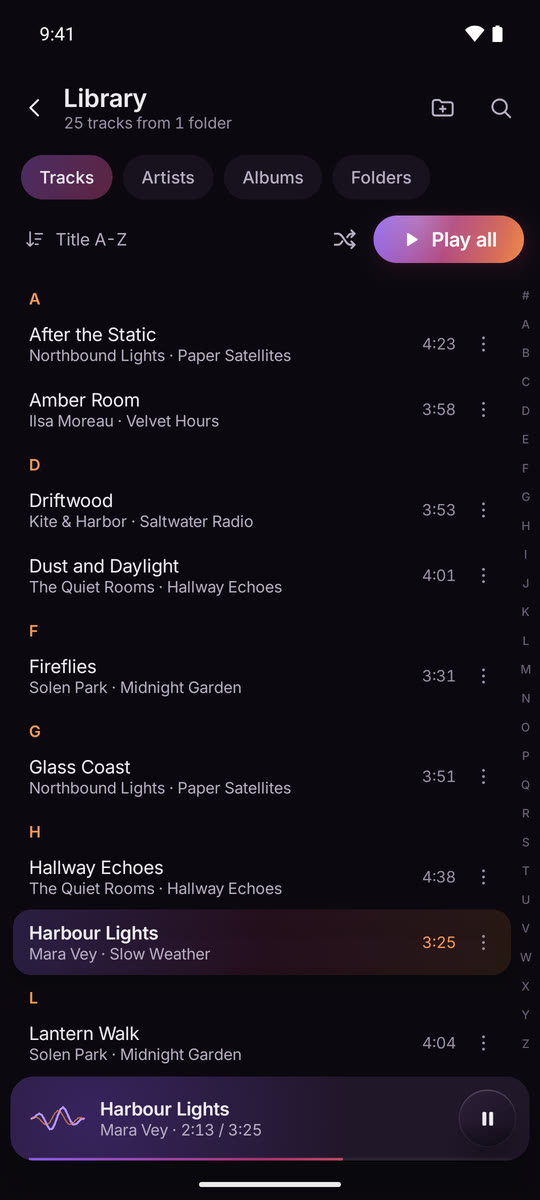 9:41
Library
25 tracks from 1 folder
Tracks Artists Albums Folders
Title A-Z Play all
A
After the Static
Northbound Lights · Paper Satellites
4:23
Amber Room
Ilsa Moreau · Velvet Hours
3:58
D
Driftwood
Kite & Harbor · Saltwater Radio
3:53
Dust and Daylight
The Quiet Rooms · Hallway Echoes
4:01
F
Fireflies
Solen Park · Midnight Garden
3:31
G
Glass Coast
Northbound Lights · Paper Satellites
3:51
H
Hallway Echoes
The Quiet Rooms · Hallway Echoes
4:38
Harbour Lights
Mara Vey · Slow Weather
3:25
L
Lantern Walk
Solen Park · Midnight Garden
4:04
#
A
B
C
D
E
F
G
H
I
J
K
L
M
N
O
P
Q
R
S
T
U
V
W
X
Y
Z
Harbour Lights
Mara Vey · 2:13 / 3:25